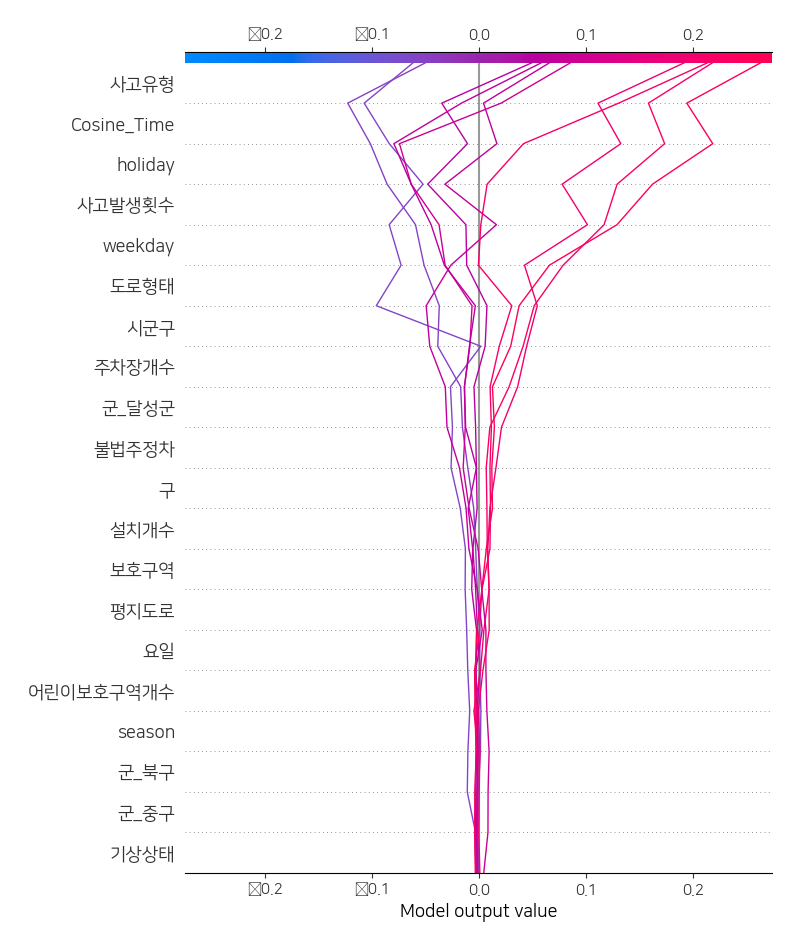 ☒0.2 ☒0.1 0.0 0.1 0.2
사고유형
Cosine_Time
holiday
사고발생횟수
weekday
도로형태
시군구
주차장개수
군_달성군
불법주정차
구
설치개수
보호구역
평지도로
요일
어린이보호구역개수
season
군_북구
군_중구
기상상태
☒0.2 ☒0.1 0.0 0.1 0.2
Model output value